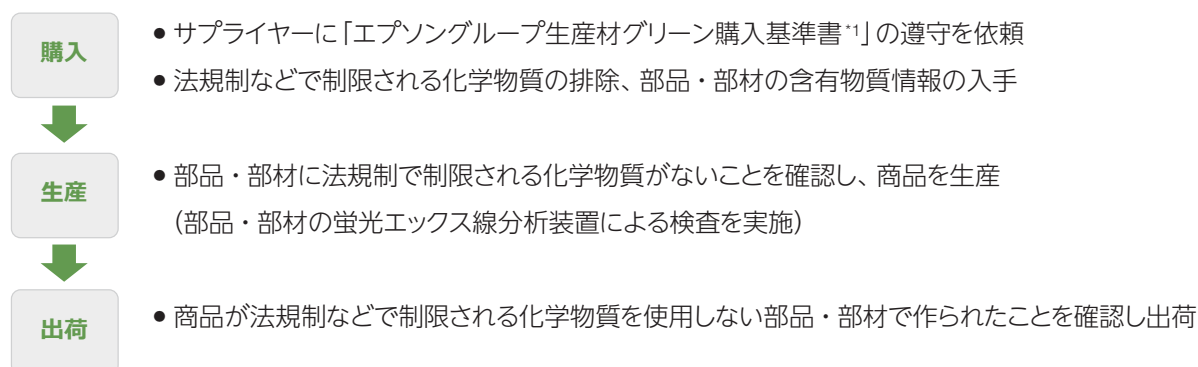 購入
● サプライヤーに「エプソングループ生産材グリーン購入基準書*1」の遵守を依頼
● 法規制などで制限される化学物質の排除、部品・部材の含有物質情報の入手
生産
● 部品・部材に法規制で制限される化学物質がないことを確認し、商品を生産
(部品・部材の蛍光エックス線分析装置による検査を実施)
出荷
● 商品が法規制などで制限される化学物質を使用しない部品・部材で作られたことを確認し出荷